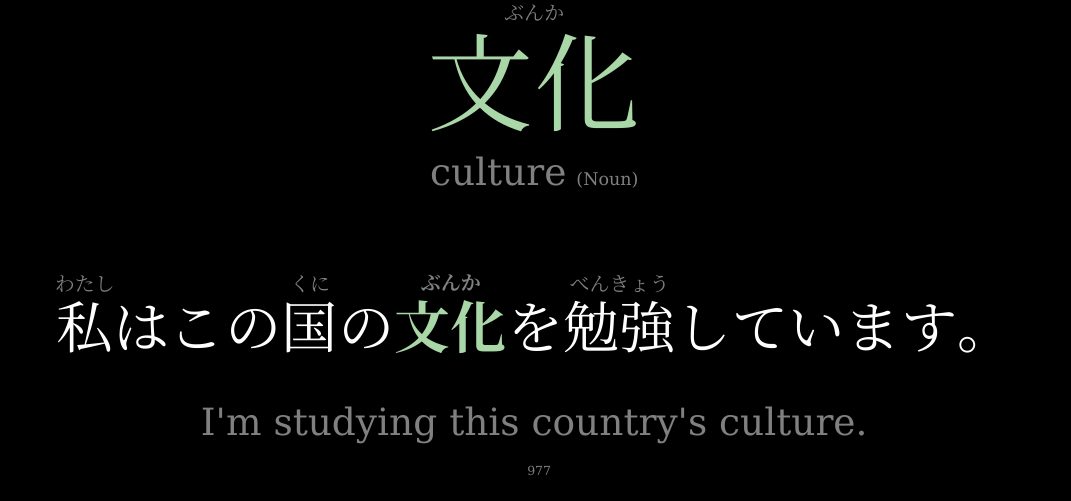 ぶんか
文化
culture (Noun)
わたし くに ぶんか べんきょう
私はこの国の文化を勉強しています。
I'm studying this country's culture.
977